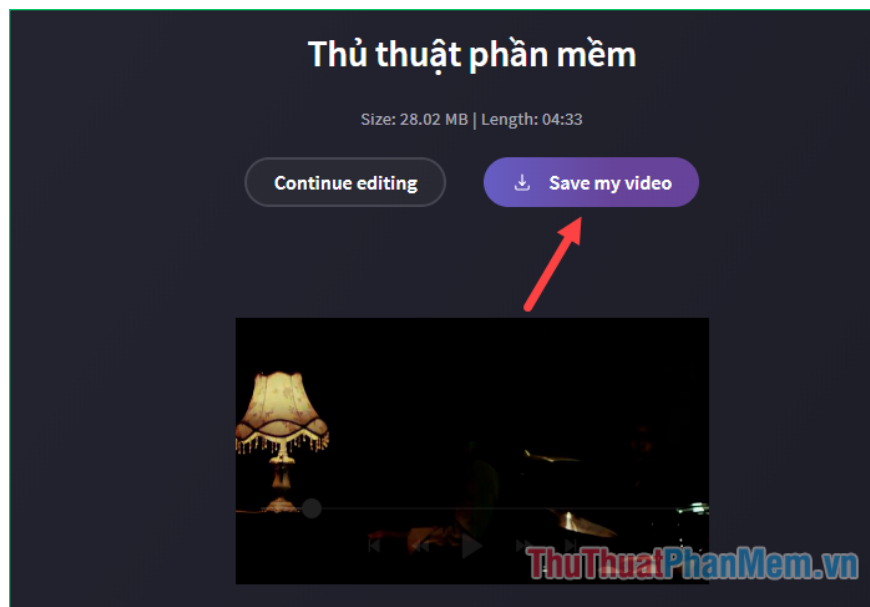 Thủ thuật phần mềm
Size: 28.02 MB | Length: 04:33
Continue editing
Save my video
ThuThuatPhanMem.vn